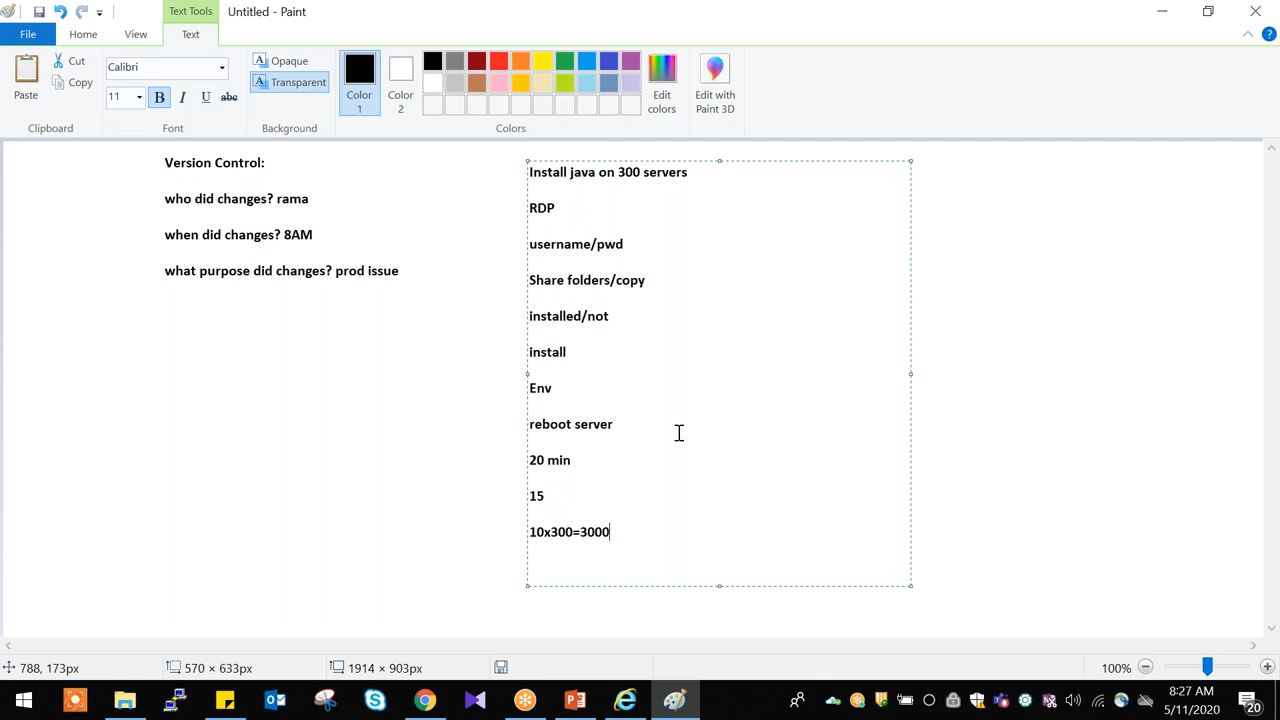 Text Tools
Untitled - Paint
File
Home
View
Text
Paste
Cut
Copy
Clipboard
Calibri
11
B
I
U
abc
Font
Opaque
Transparent
Background
Color
1
Color
2
Edit
colors
Edit with
Paint 3D
Colors
Version Control:
who did changes? rama
when did changes? 8AM
what purpose did changes? prod issue
Install java on 300 servers
RDP
username/pwd
Share folders/copy
installed/not
install
Env
reboot server
20 min
15
10x300=3000
788, 173px
570 × 633px
1914 × 903px
100%
8:27 AM
5/11/2020
20